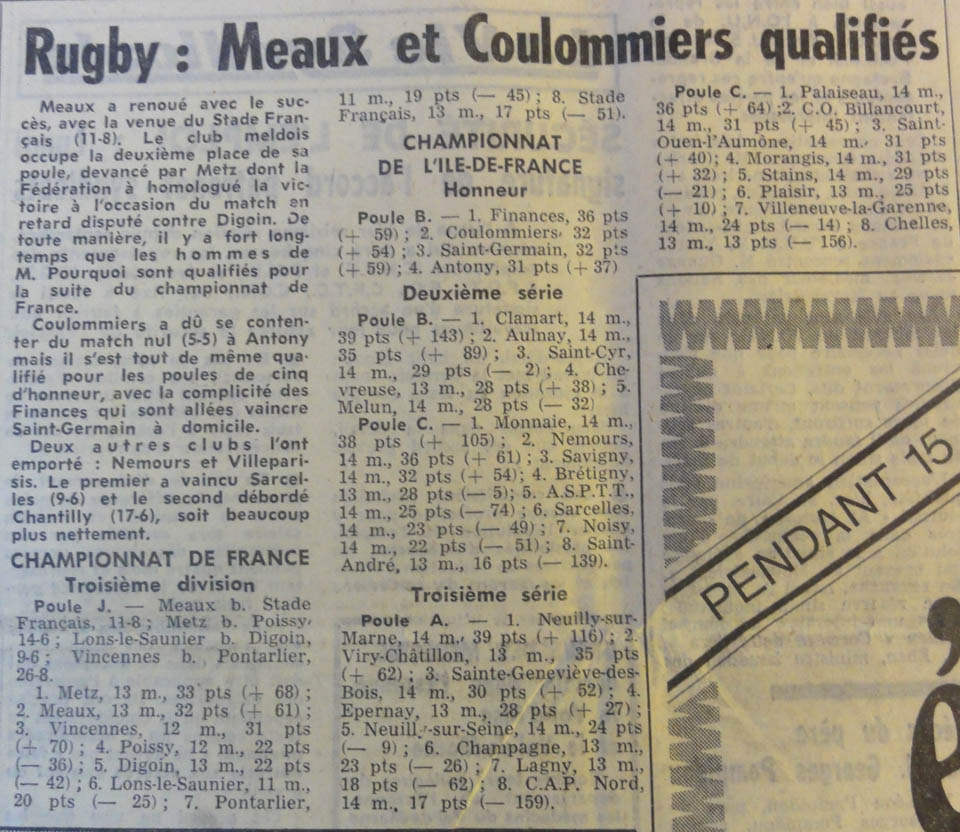 Rugby : Meaux et Coulommiers qualifiés
Meaux a renoué avec le suc-
cès, avec la venue du Stade Fran-
çais (11-8). Le club meldois
occupe la deuxième place de sa
poule, devancé par Metz dont la
Fédération à homologué la vic-
toire à l'occasion du match en
retard disputé contre Digoin. De
toute manière, il y'a fort long-
temps que les hommes de
M. Pourquoi sont qualifiés pour
la suite du championnat de
France.
Coulommiers a dû se conten-
ter du match nul (5-5) à Antony
mais il s'est tout de même qua-
lifié pour les poules de cinq
d'honneur, avec la complicité des
Finances qui sont allées vaincre
Saint-Germain à domicile.
Deux autres clubs l'ont
emporté : Nemours et Villepari-
sis. Le premier a vaincu Sarcel-
les (9-6) et le second débordé
Chantilly (17-6), soit beaucoup
plus nettement.
CHAMPIONNAT DE FRANCE
Troisième division
Poule J. — Meaux b. Stade
Français, 11-8 ; Metz b. Poissy,
14-6 ; Lons-le-Saunier b. Digoin,
9-6 ; Vincennes b. Pontarlier,
26-8.
1. Metz, 13 m., 33 pts (+ 68) ;
2. Meaux, 13 m., 32 pts (+ 61) ;
3. Vincennes, 12 m., 31 pts
(+ 70) ; 4. Poissy, 12 m., 22 pts
(— 36) ; 5. Digoin, 13 m., 22 pts
(— 42) ; 6. Lons-le-Saunier, 11 m.,
20 pts (— 25) ; 7. Pontarlier,
11 m., 19 pts (— 45) ; 8. Stade
Français, 13 m., 17 pts (— 51).
CHAMPIONNAT
DE L'ILE-DE-FRANCE
Honneur
Poule B. — 1. Finances, 36 pts
(+ 59) ; 2. Coulommiers, 32 pts
(+ 54) ; 3. Saint-Germain, 32 pts
(+ 59) ; 4. Antony, 31 pts (+ 37)
Deuxième série
Poule B. — 1. Clamart, 14 m.,
39 pts (+ 143) ; 2. Aulnay, 14 m.,
35 pts (+ 89) ; 3. Saint-Cyr,
14 m., 29 pts (— 2) ; 4. Che-
vreuse, 13 m., 28 pts (+ 38) ; 5.
Melun, 14 m., 28 pts (— 32)
Poule C. — 1. Monnaie, 14 m.,
38 pts (+ 105) ; 2. Nemours,
14 m., 36 pts (+ 61) ; 3. Savigny,
14 m., 32 pts (+ 54) ; 4. Brétigny,
13 m., 28 pts (— 5) ; 5. A.S.P.T.T.,
14 m., 25 pts (— 74) ; 6. Sarcelles,
14 m., 23 pts (— 49) ; 7. Noisy,
14 m., 22 pts (— 51) ; 8. Saint-
André, 13 m., 16 pts (— 139).
Troisième série
Poule A. — 1. Neuilly-sur-
Marne, 14 m., 39 pts (+ 116) ; 2.
Viry-Châtillon, 13 m., 35 pts
(+ 62) ; 3. Sainte-Geneviève-des-
Bois, 14 m., 30 pts (+ 52) ; 4.
Epernay, 13 m., 28 pts (+ 27) ;
5. Neuilly-sur-Seine, 14 m., 24 pts
(— 9) ; 6. Champagne, 13 m.,
23 pts (— 26) ; 7. Lagny, 13 m.,
18 pts (— 62) ; 8. C.A.P. Nord,
14 m., 17 pts (— 159).
Poule C. — 1. Palaiseau, 14 m.,
36 pts (+ 64) ;2. C.O. Billancourt,
14 m., 31 pts (+ 45) ; 3. Saint-
Ouen-l'Aumône, 14 m., 31 pts
(+ 40); 4. Morangis, 14 m., 31 pts
(+ 32) ; 5. Stains, 14 m., 29 pts
(— 21) ; 6. Plaisir, 13 m., 25 pts
(+ 10) ; 7. Villeneuve-la-Garenne,
14 m., 24 pts (— 14) ; 8. Chelles,
13 m., 13 pts (— 156).
PENDANT 15